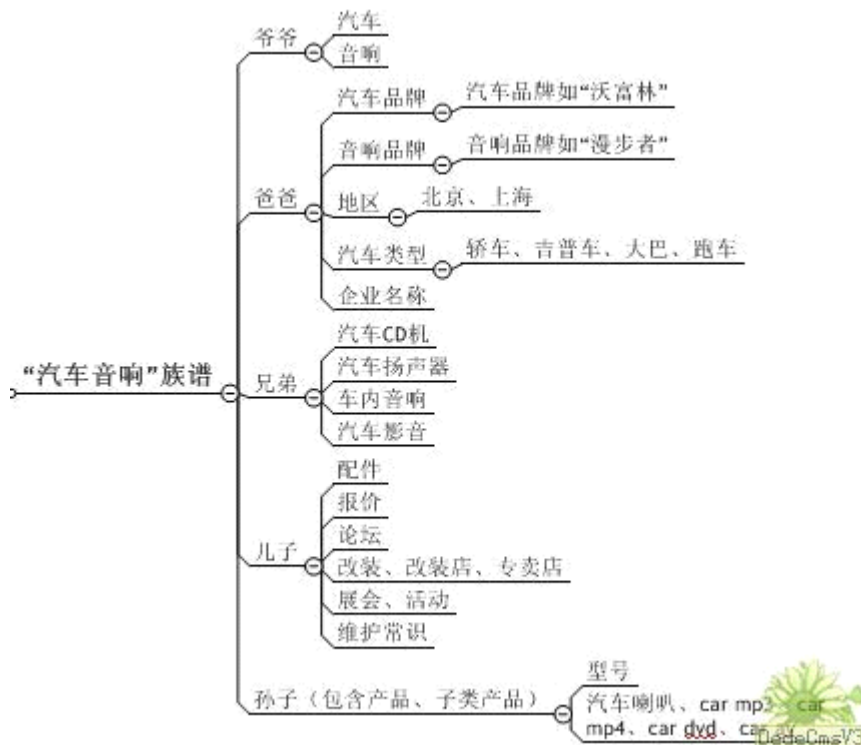 爷爷
汽车
音响
汽车品牌
汽车品牌如“沃富林”
音响品牌
音响品牌如“漫步者”
爸爸
地区
北京、上海
汽车类型
轿车、吉普车、大巴、跑车
企业名称
“汽车音响”族谱
兄弟
汽车CD机
汽车扬声器
车内音响
汽车影音
儿子
配件
报价
论坛
改装、改装店、专卖店
展会、活动
维护常识
孙子（包含产品、子类产品）
型号
汽车喇叭、car mp3、car
mp4、car dvd、car
DedeCmsV3